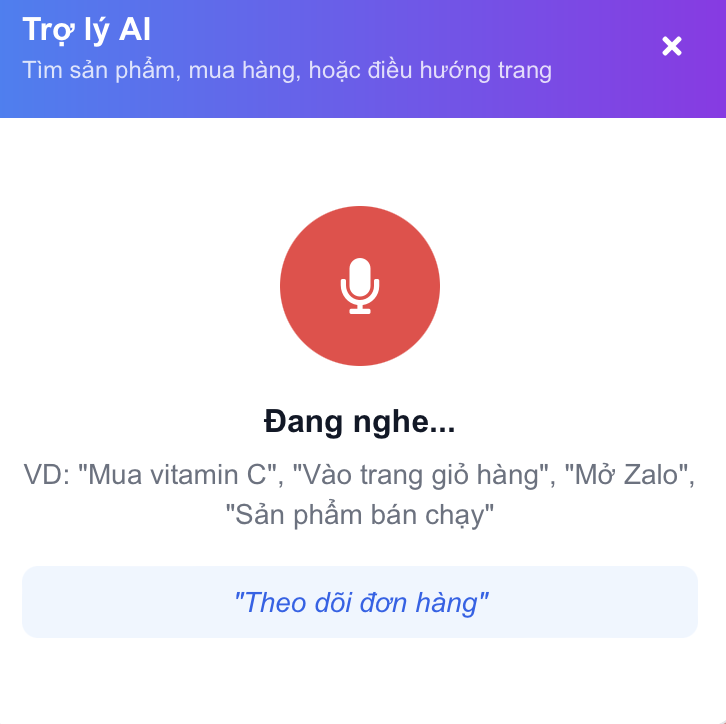 Trợ lý AI
Tìm sản phẩm, mua hàng, hoặc điều hướng trang
Đang nghe...
VD: "Mua vitamin C", "Vào trang giỏ hàng", "Mở Zalo",
"Sản phẩm bán chạy"
"Theo dõi đơn hàng"